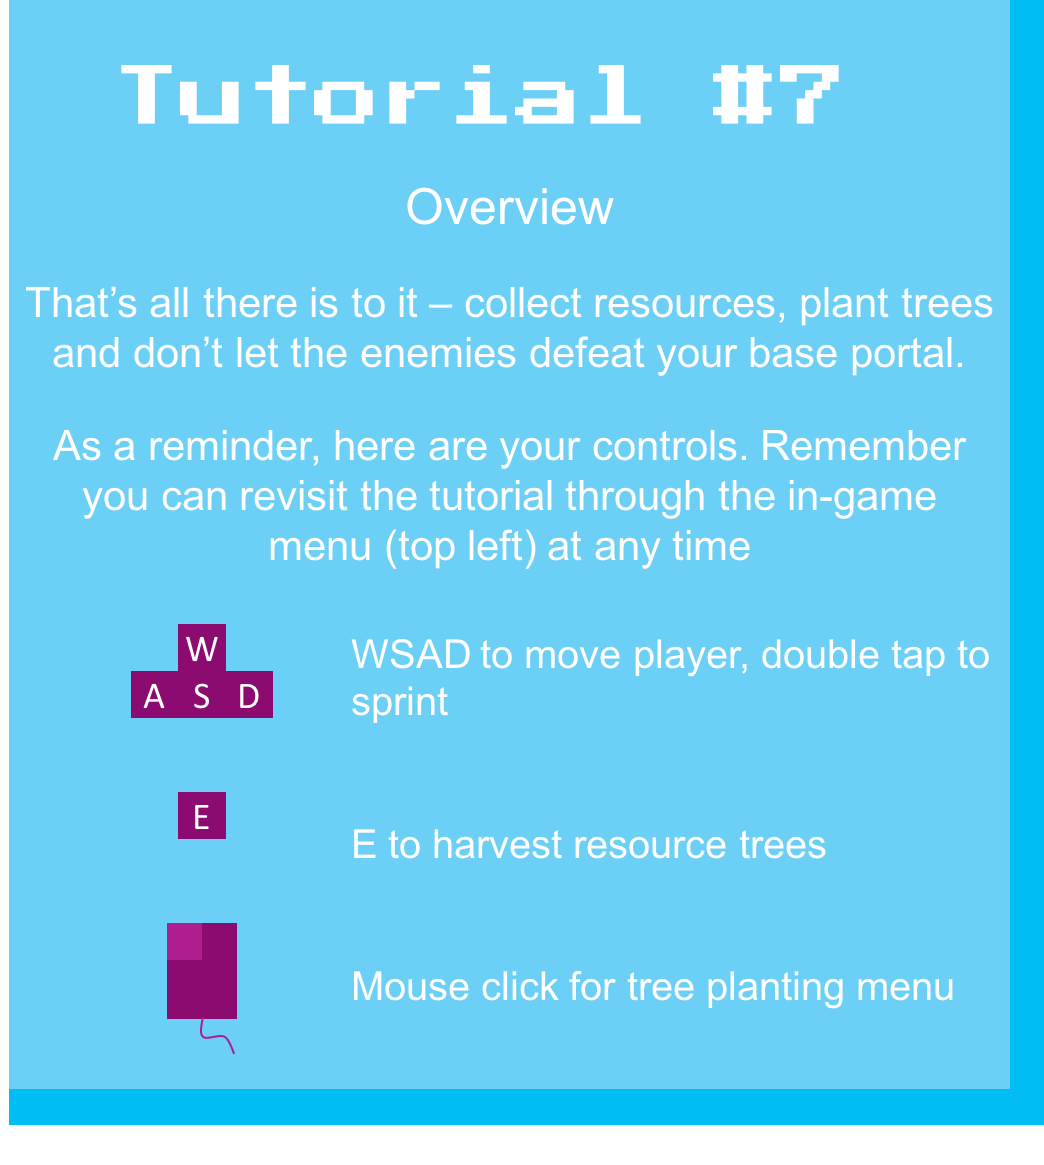 Tutorial #7
Overview
That’s all there is to it – collect resources, plant trees
and don’t let the enemies defeat your base portal.
As a reminder, here are your controls. Remember
you can revisit the tutorial through the in-game
menu (top left) at any time
W
A S D
WSAD to move player, double tap to
sprint
E
E to harvest resource trees
Mouse click for tree planting menu